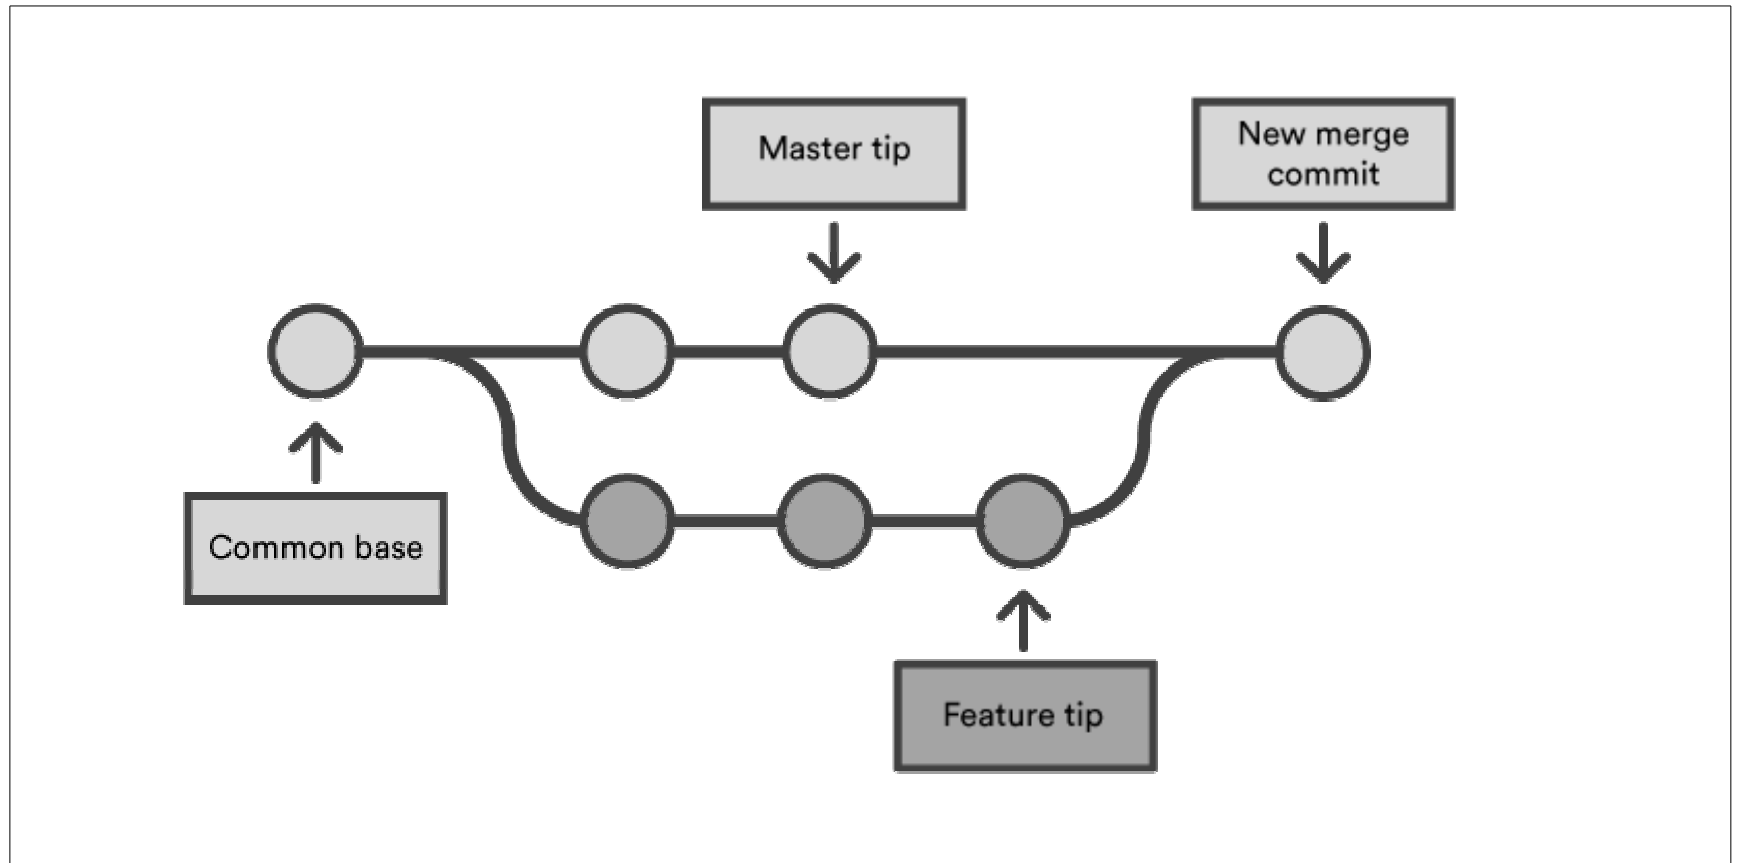 Master tip
New merge
commit
Common base
Feature tip